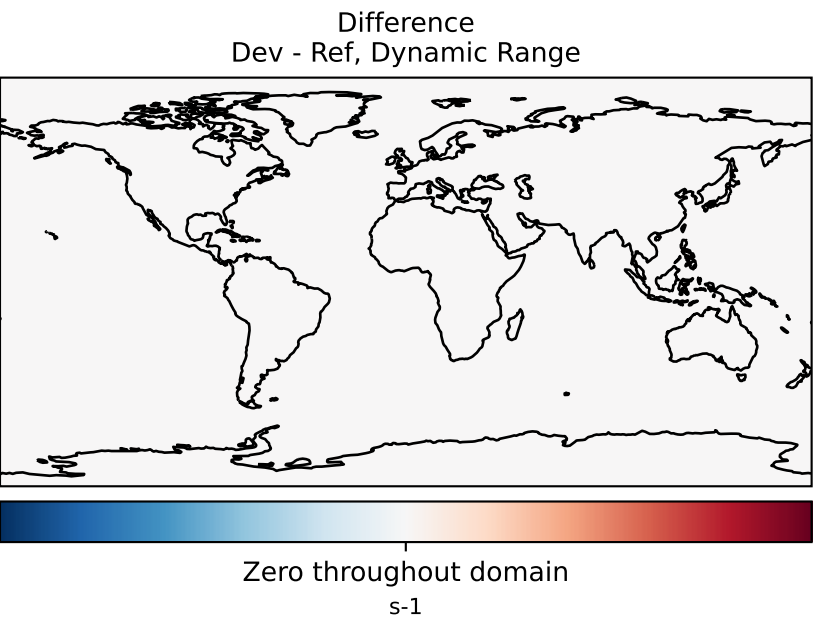 Difference
Dev - Ref, Dynamic Range
Zero throughout domain
s-1